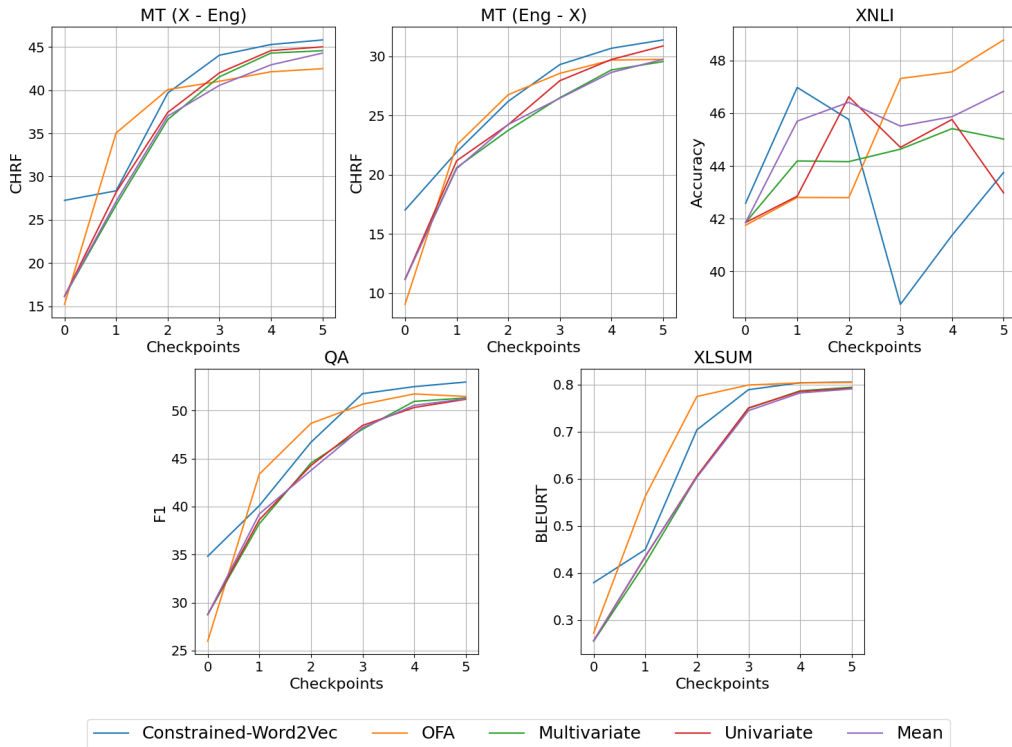 MT (X - Eng)
CHRF
45
40
35
30
25
20
15
0 1 2 3 4 5
Checkpoints
MT (Eng - X)
CHRF
30
25
20
15
10
0 1 2 3 4 5
Checkpoints
XNLI
Accuracy
48
46
44
42
40
0 1 2 3 4 5
Checkpoints
QA
F1
50
45
40
35
30
25
0 1 2 3 4 5
Checkpoints
XLSUM
BLEURT
0.8
0.7
0.6
0.5
0.4
0.3
0 1 2 3 4 5
Checkpoints
Constrained-Word2Vec OFA Multivariate Univariate Mean